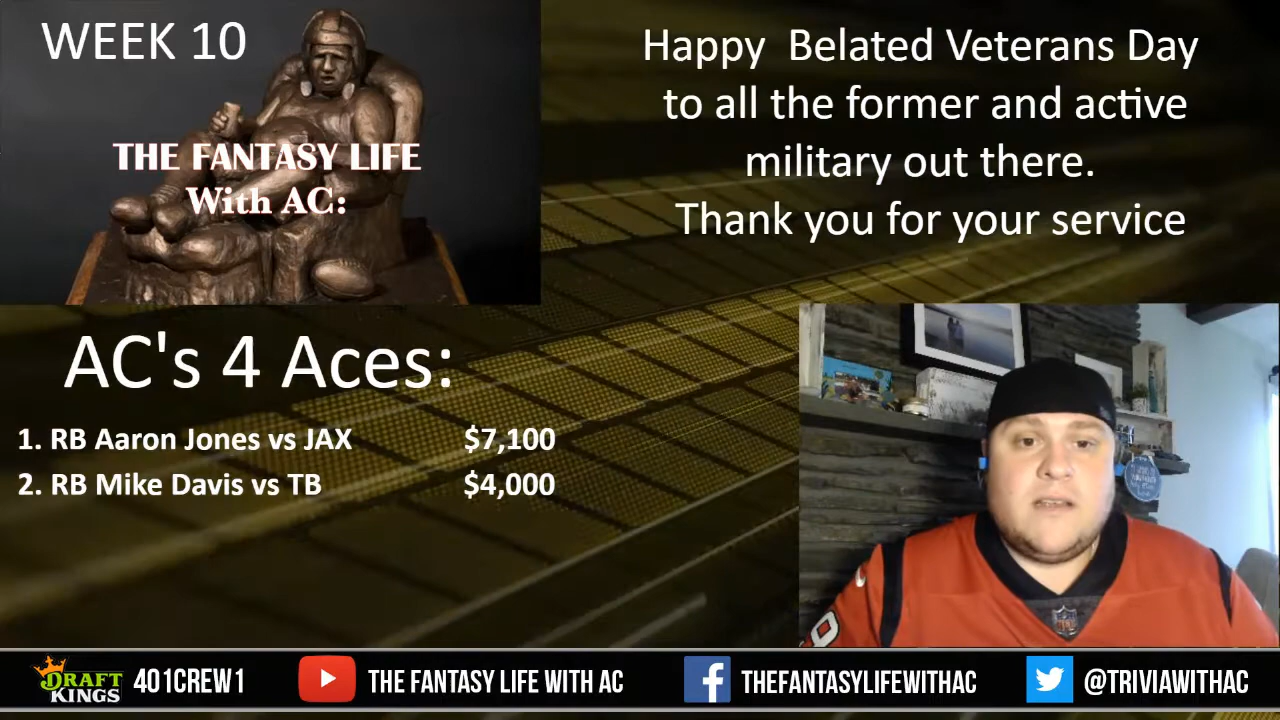 WEEK 10
THE FANTASY LIFE
With AC:
Happy  Belated Veterans Day
to all the former and active
military out there.
Thank you for your service
AC's 4 Aces:
1. RB Aaron Jones vs JAX $7,100
2. RB Mike Davis vs TB $4,000
DRAFT
KINGS
401CREW1
THE FANTASY LIFE WITH AC
THEFANTASYLIFEWITHAC
@TRIVIAWITHAC